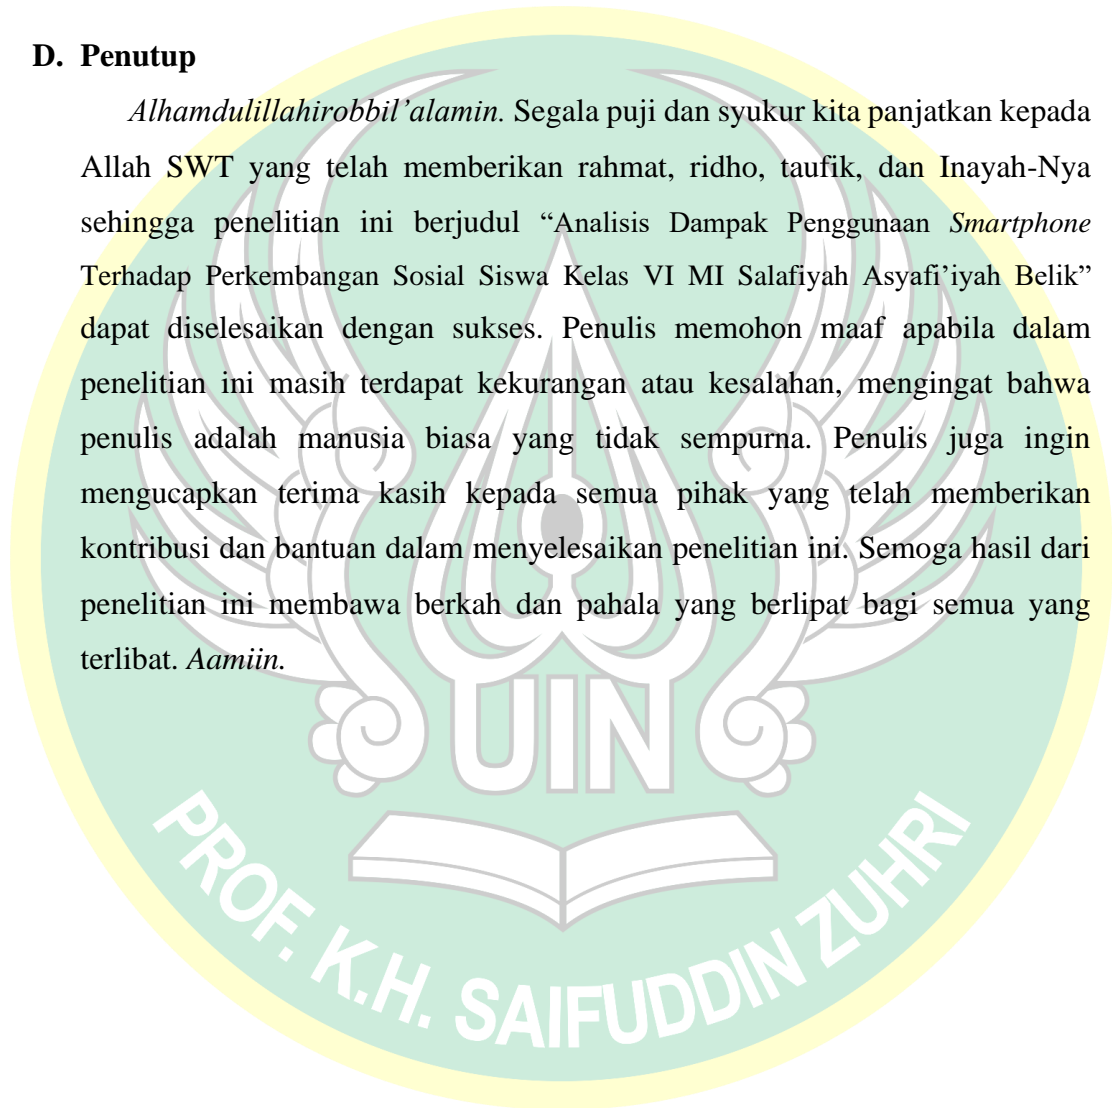 D. Penutup
Alhamdulillahirobbil’alamin. Segala puji dan syukur kita panjatkan kepada
Allah SWT yang telah memberikan rahmat, ridho, taufik, dan Inayah-Nya
sehingga penelitian ini berjudul “Analisis Dampak Penggunaan Smartphone
Terhadap Perkembangan Sosial Siswa Kelas VI MI Salafiyah Asyafi’iyah Belik”
dapat diselesaikan dengan sukses. Penulis memohon maaf apabila dalam
penelitian ini masih terdapat kekurangan atau kesalahan, mengingat bahwa
penulis adalah manusia biasa yang tidak sempurna. Penulis juga ingin
mengucapkan terima kasih kepada semua pihak yang telah memberikan
kontribusi dan bantuan dalam menyelesaikan penelitian ini. Semoga hasil dari
penelitian ini membawa berkah dan pahala yang berlipat bagi semua yang
terlibat. Aamiin.
UIN
PROF. K.H. SAIFUDDIN ZUHRI